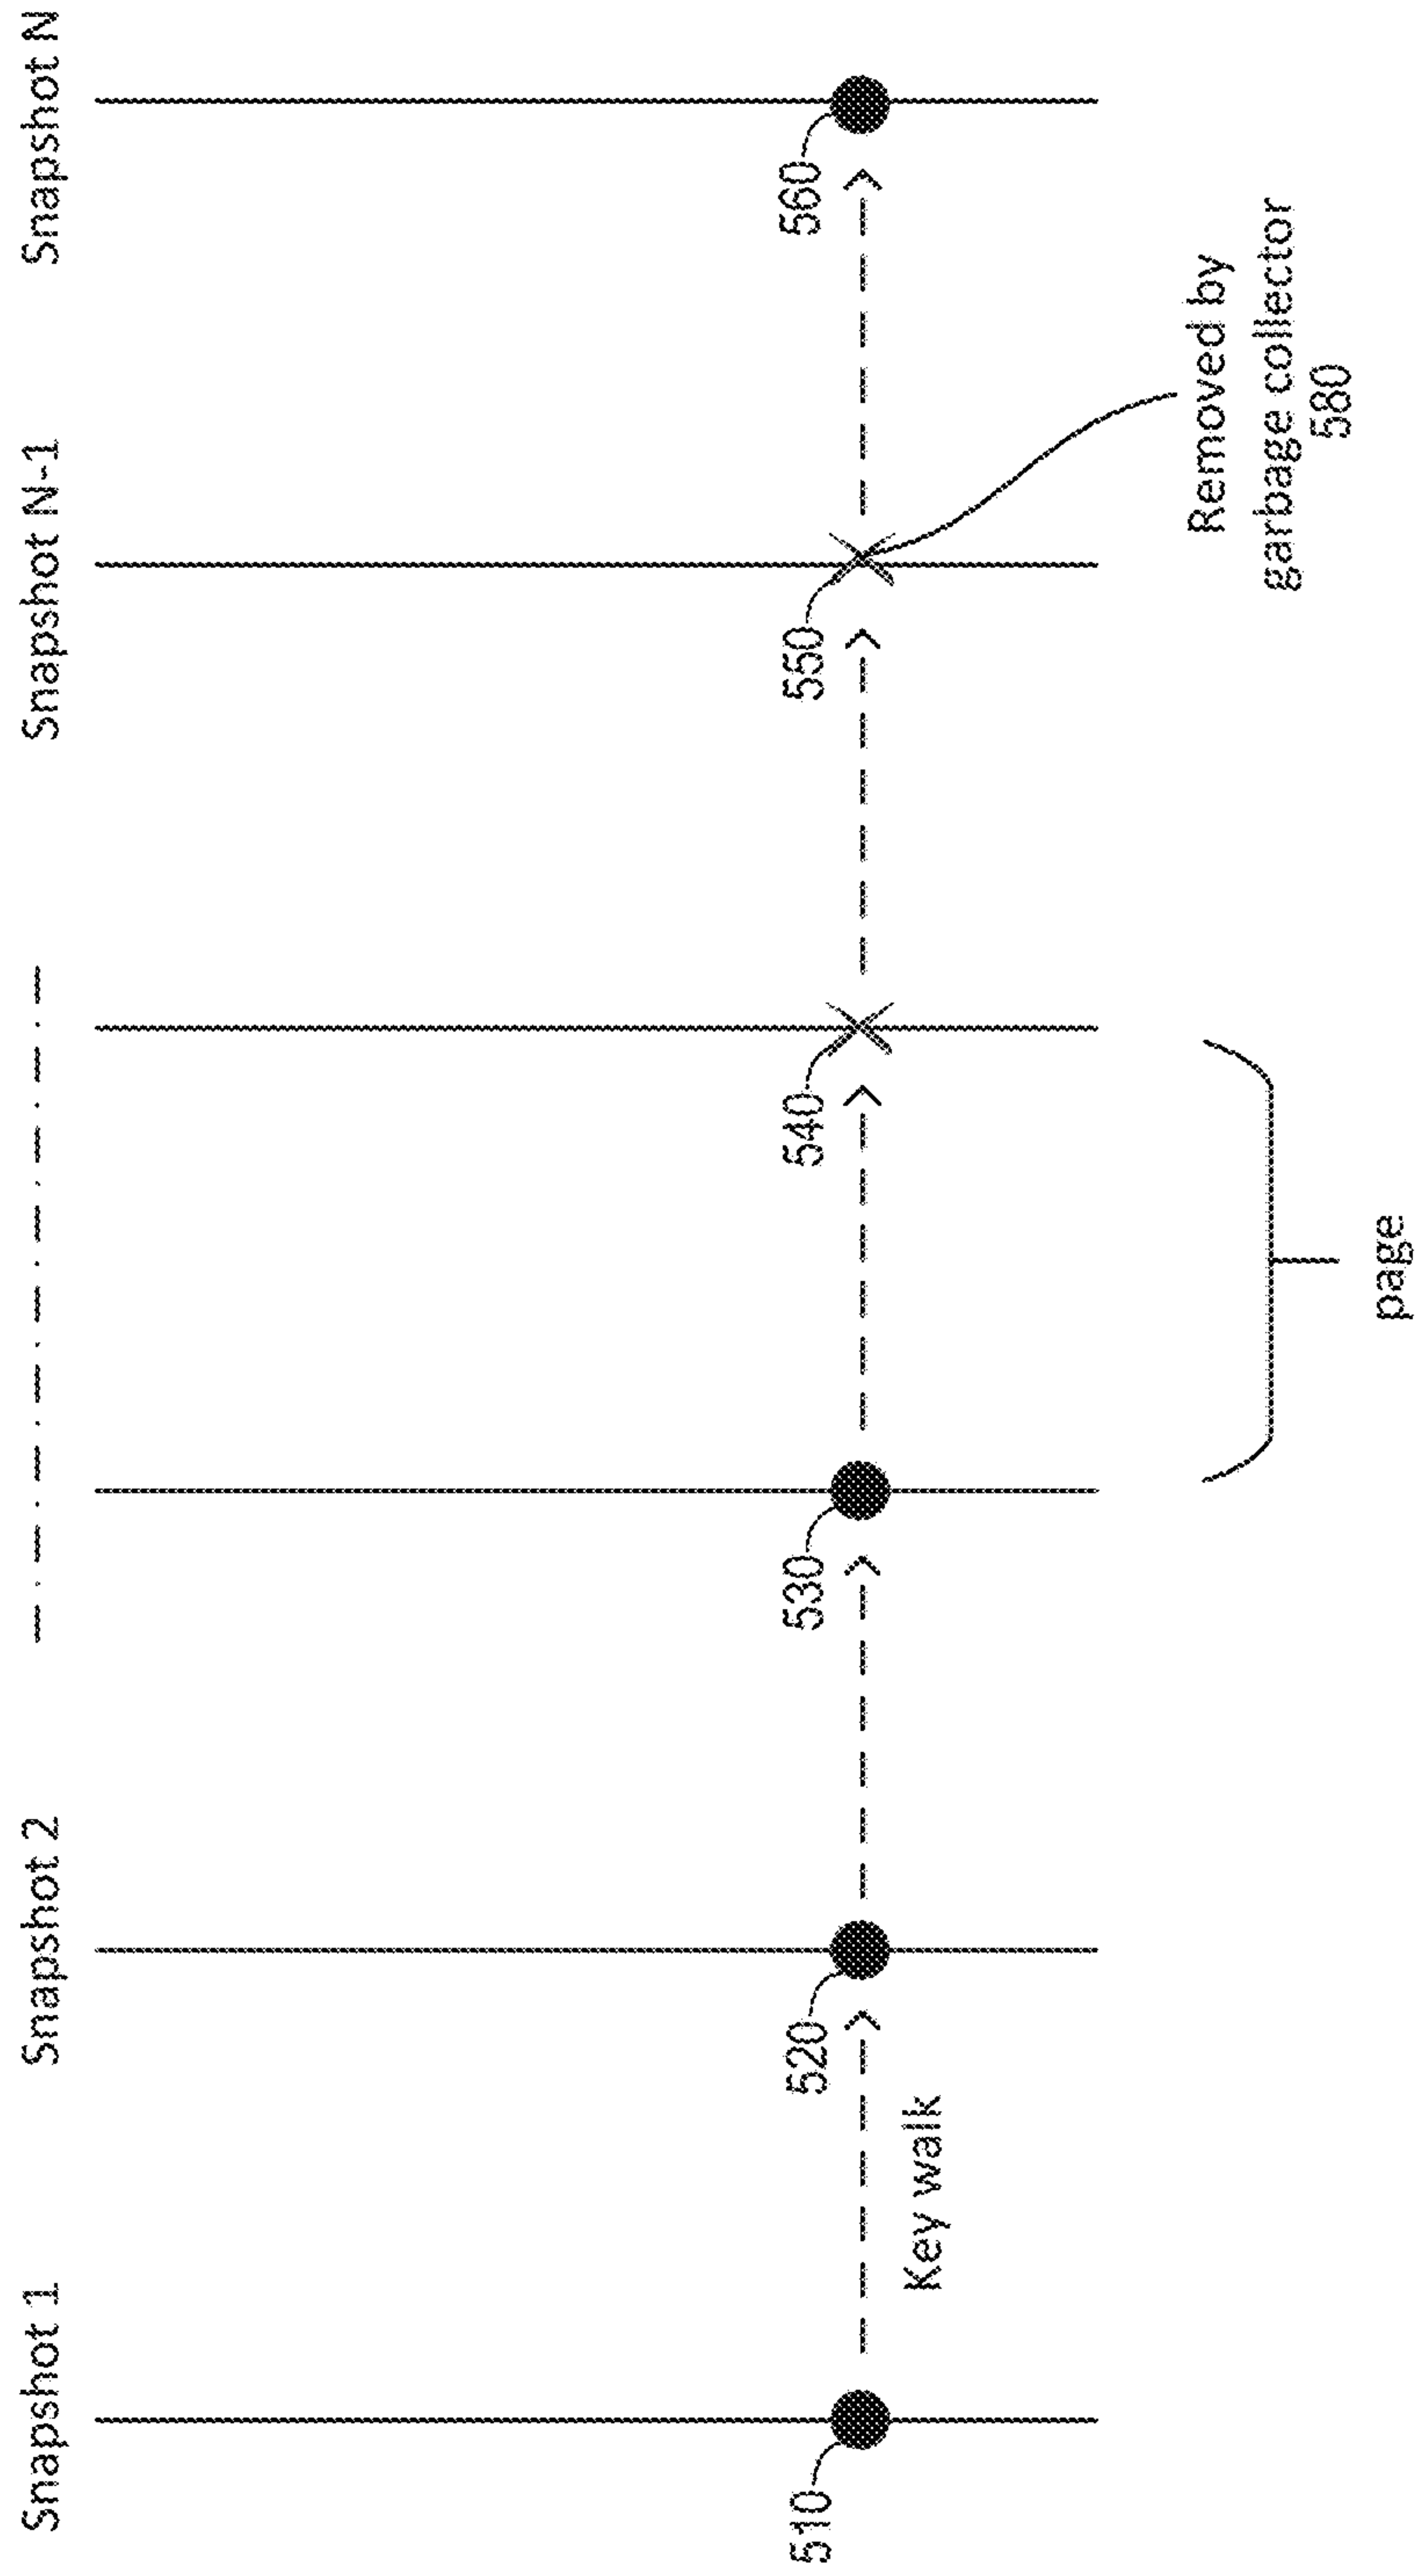 Snapshot 1
Snapshot 2
Snapshot N-1
Snapshot N
510
520
530
540
550
560
Key walk
Removed by
garbage collector
580
page